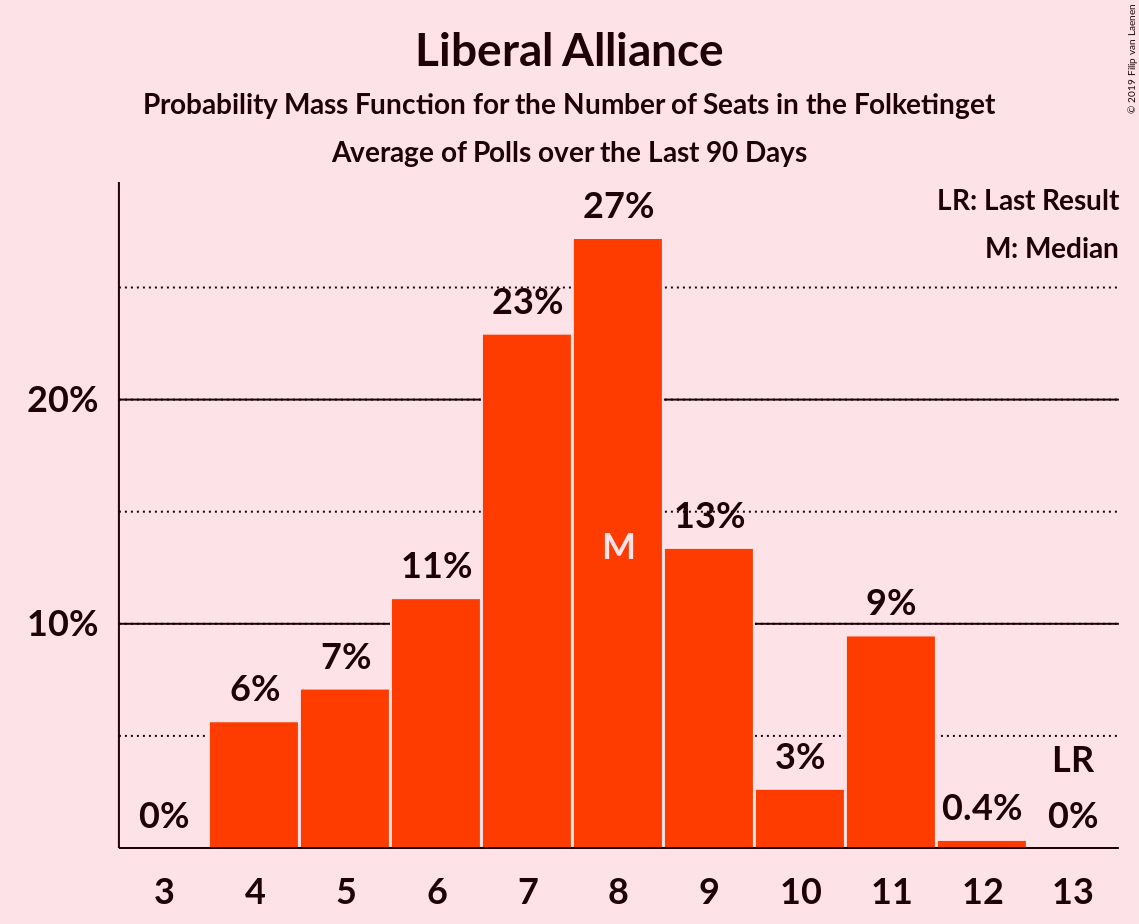 Liberal Alliance
Probability Mass Function for the Number of Seats in the Folketinget
Average of Polls over the Last 90 Days
© 2019 Filip van Laenen
LR: Last Result
M: Median
20%
10%
0%
6%
7%
11%
23%
27%
M
13%
3%
9%
0.4%
LR
0%
3 4 5 6 7 8 9 10 11 12 13